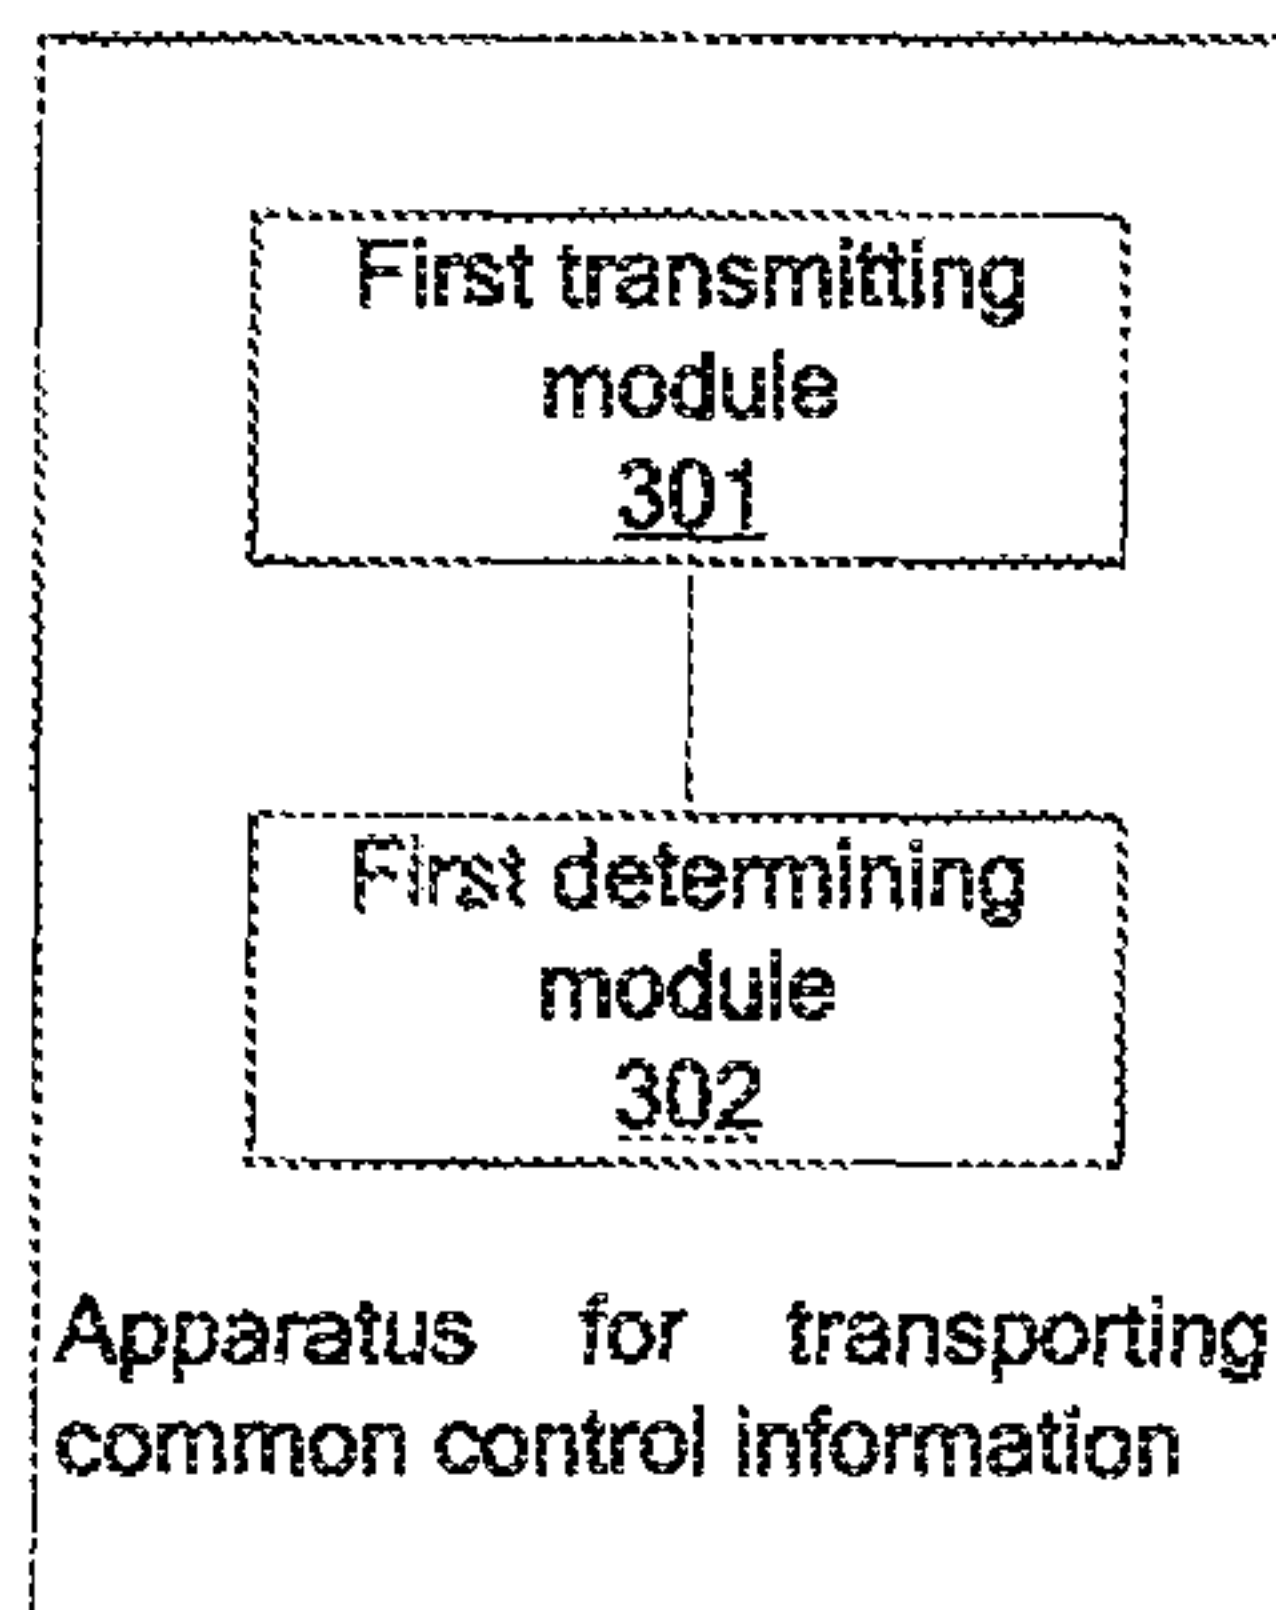 First transmitting
module
301
First determining
module
302
Apparatus for transporting
common control information